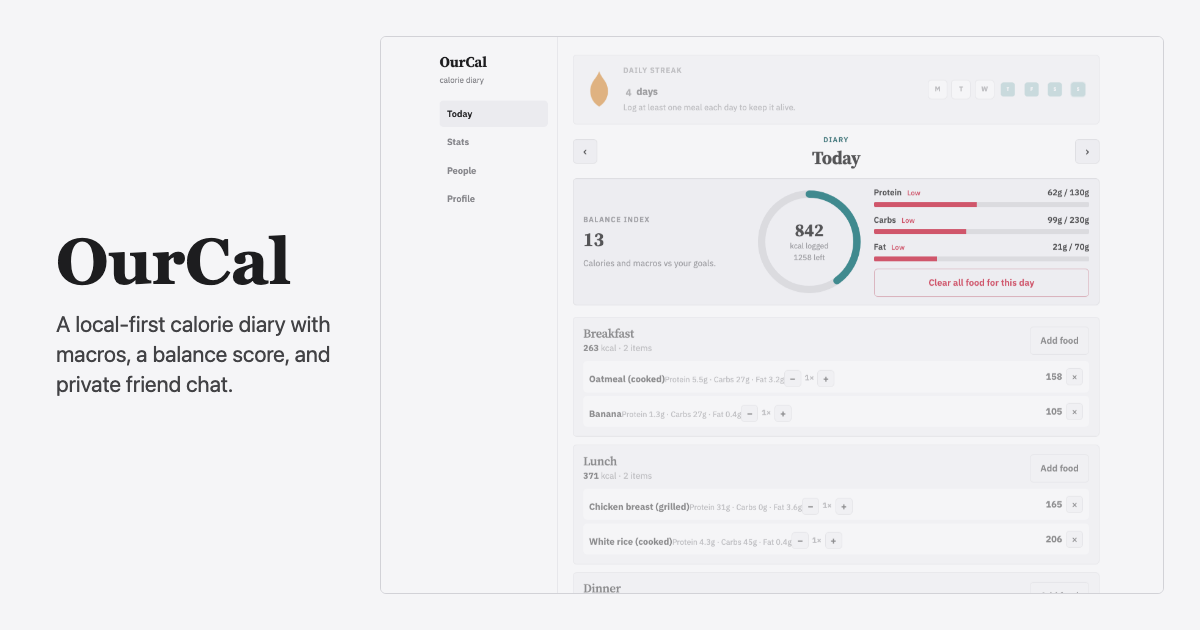 OurCal
A local-first calorie diary with
macros, a balance score, and
private friend chat.
OurCal
calorie diary
Today
Stats
People
Profile
DAILY STREAK
4 days
Log at least one meal each day to keep it alive.
M T W T F S S
‹
DIARY
Today
›
BALANCE INDEX
13
Calories and macros vs your goals.
842
kcal logged
1258 left
Protein Low 62g / 130g
Carbs Low 99g / 230g
Fat Low 21g / 70g
Clear all food for this day
Breakfast
263 kcal · 2 items
Add food
Oatmeal (cooked)Protein 5.5g · Carbs 27g · Fat 3.2g − 1× + 158 ×
BananaProtein 1.3g · Carbs 27g · Fat 0.4g − 1× + 105 ×
Lunch
371 kcal · 2 items
Add food
Chicken breast (grilled)Protein 31g · Carbs 0g · Fat 3.6g − 1× + 165 ×
White rice (cooked)Protein 4.3g · Carbs 45g · Fat 0.4g − 1× + 206 ×
Dinner